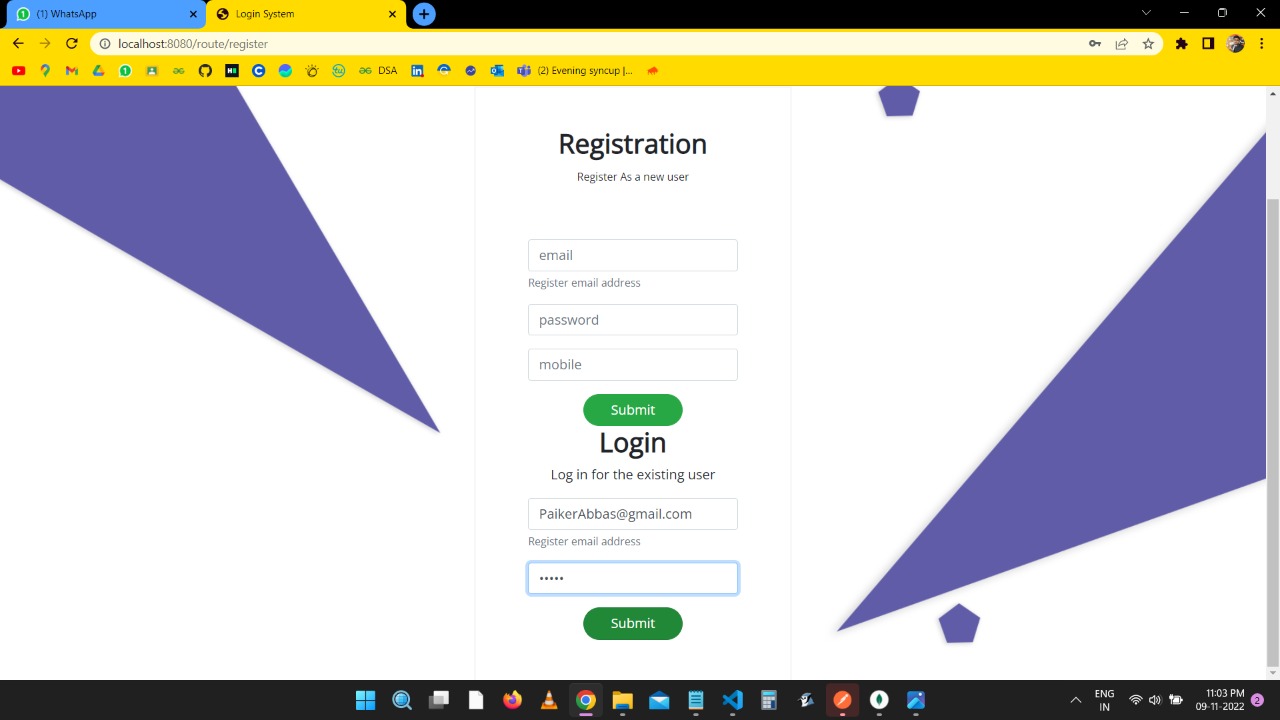 (1) WhatsApp
Login System
localhost:8080/route/register
DSA
(2) Evening syncup |...
Registration
Register As a new user
email
Register email address
password
mobile
Submit
Login
Log in for the existing user
PaikerAbbas@gmail.com
Register email address
•••••
Submit
ENG
IN
11:03 PM
09-11-2022
2